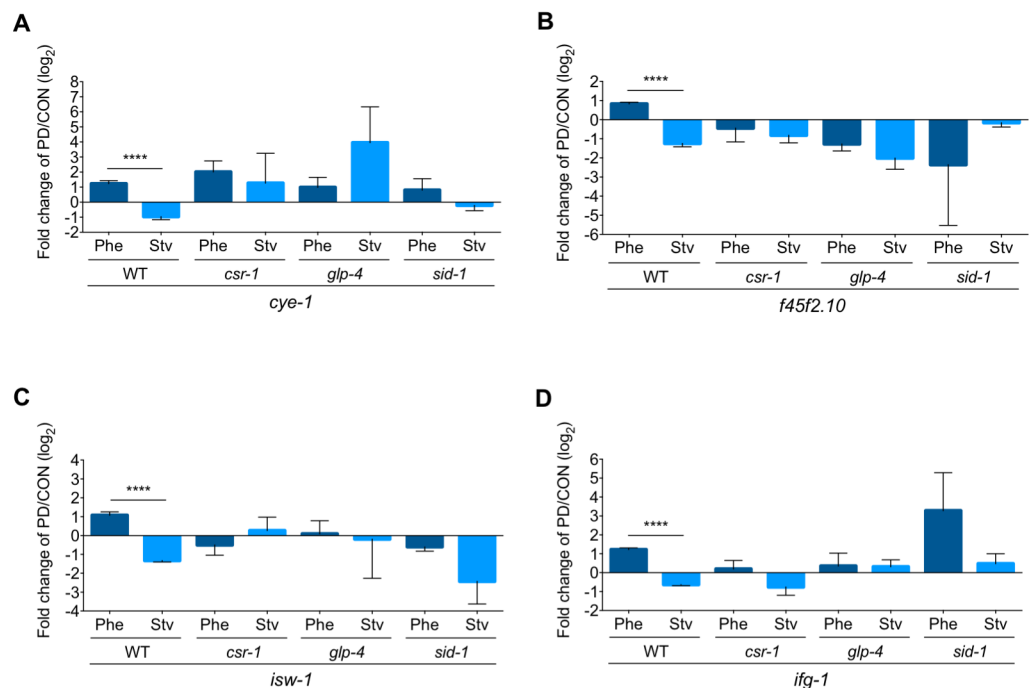 A
Fold change of PD/CON (log2)
8
7
6
5
4
3
2
1
0
-1
-2
****
Phe Stv Phe Stv Phe Stv Phe Stv
WT csr-1 glp-4 sid-1
cye-1
B
Fold change of PD/CON (log2)
2
1
0
-1
-2
-3
-4
-5
-6
****
Phe Stv Phe Stv Phe Stv Phe Stv
WT csr-1 glp-4 sid-1
f45f2.10
C
Fold change of PD/CON (log2)
4
3
2
1
0
-1
-2
-3
-4
****
Phe Stv Phe Stv Phe Stv Phe Stv
WT csr-1 glp-4 sid-1
isw-1
D
Fold change of PD/CON (log2)
6
5
4
3
2
1
0
-1
-2
****
Phe Stv Phe Stv Phe Stv Phe Stv
WT csr-1 glp-4 sid-1
ifg-1